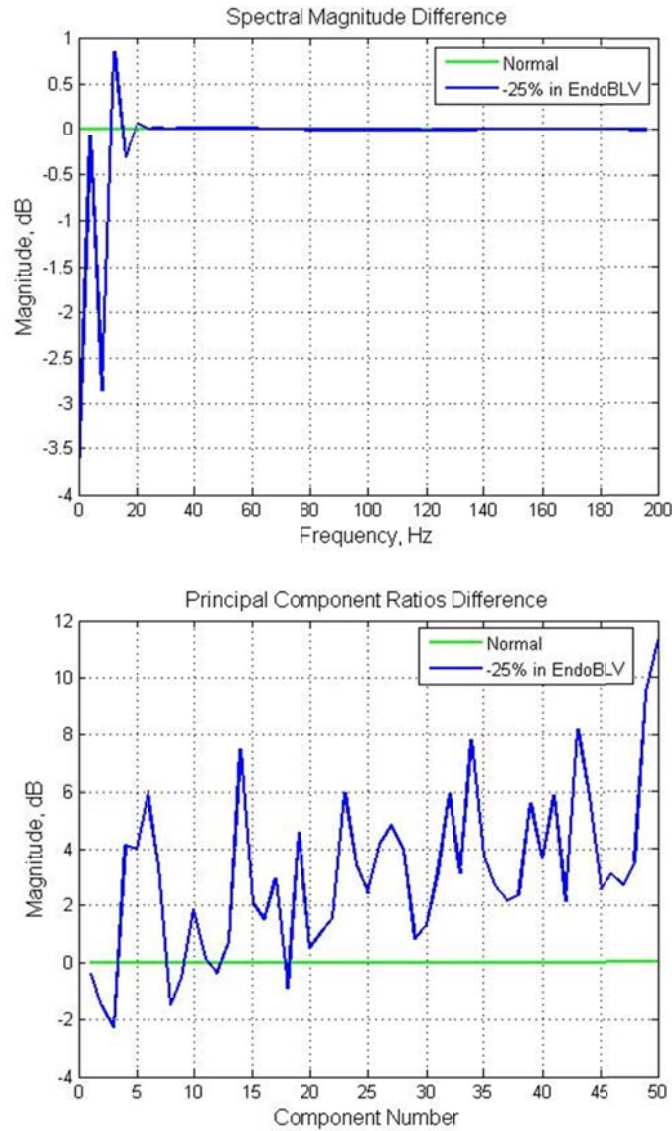 Spectral Magnitude Difference
1
0.5
0
-0.5
-1
-1.5
-2
-2.5
-3
-3.5
-4
Magnitude, dB
Normal
-25% in EndoBLV
0 20 40 60 80 100 120 140 160 180 200
Frequency, Hz
Principal Component Ratios Difference
12
10
8
6
4
2
0
-2
-4
Magnitude, dB
Normal
-25% in EndoBLV
0 5 10 15 20 25 30 35 40 45 50
Component Number